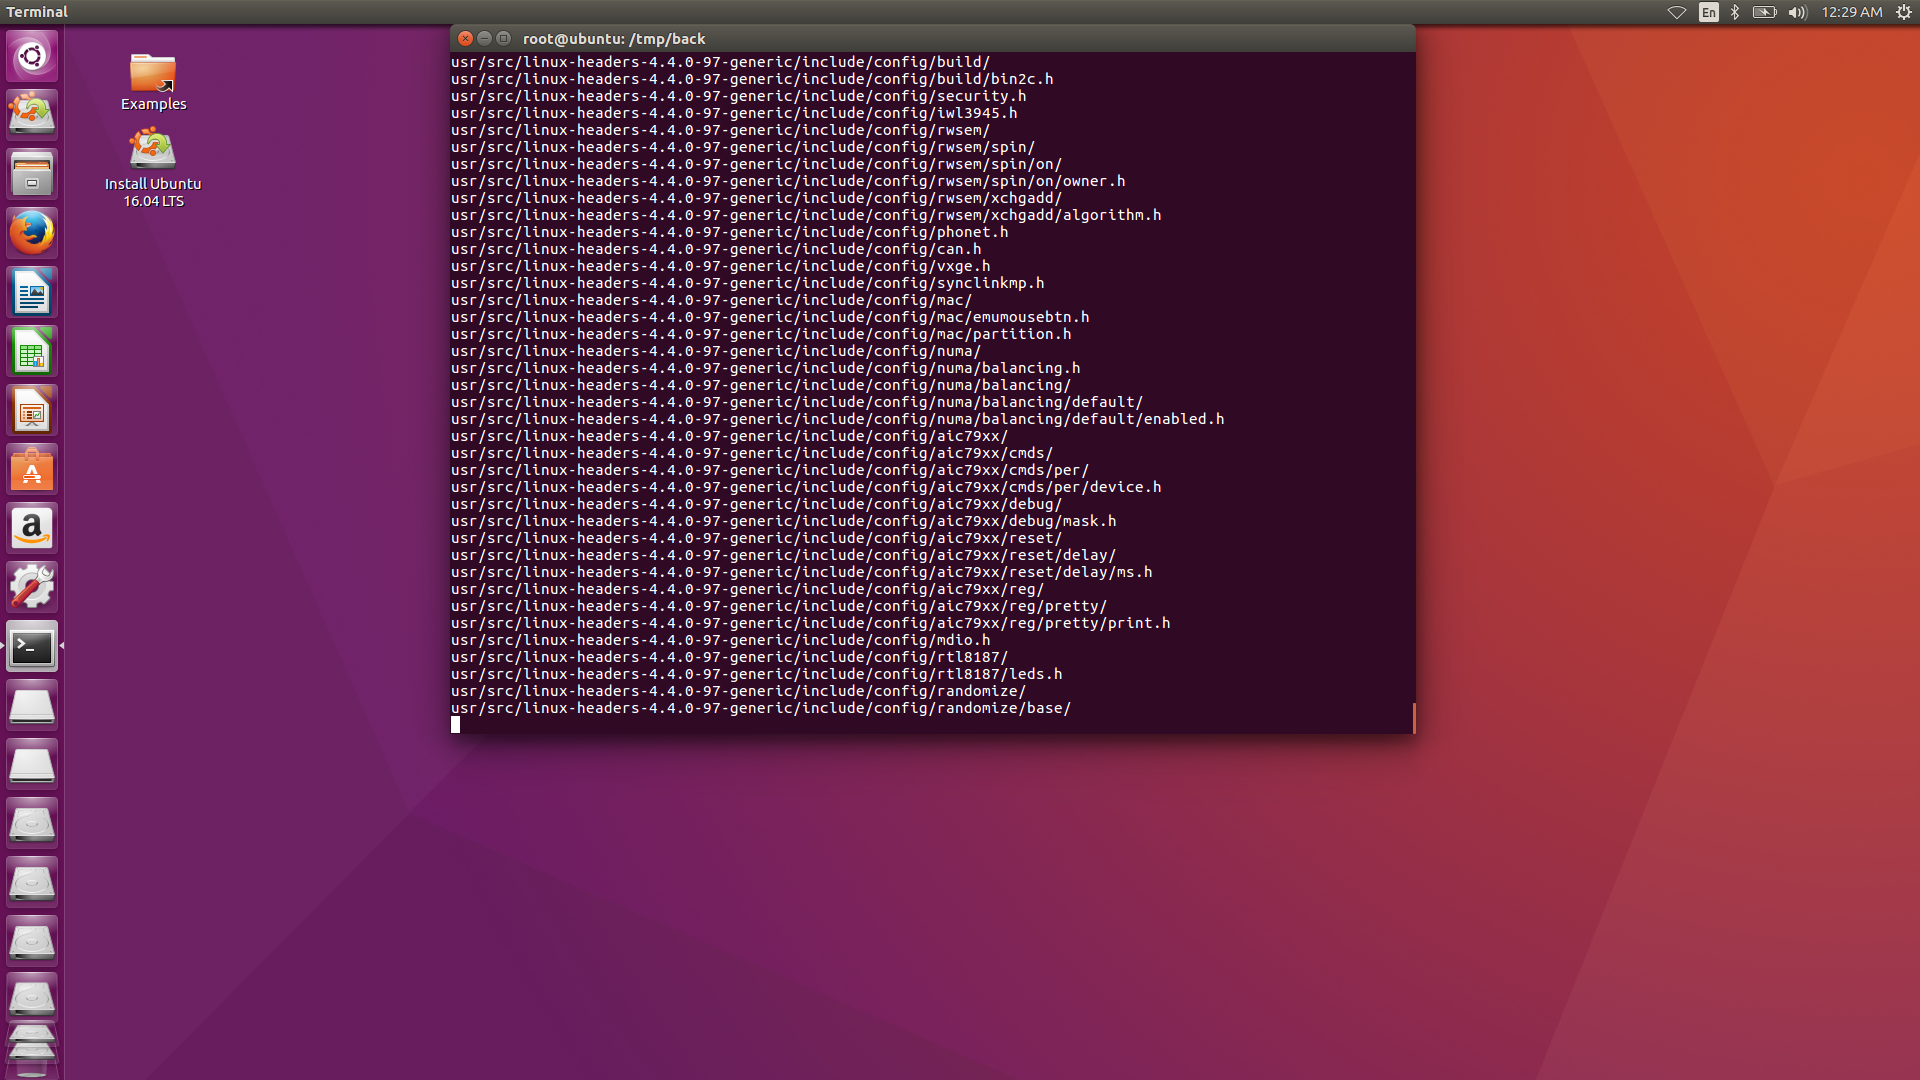 Terminal
En
12:29 AM
Examples
Install Ubuntu
16.04 LTS
root@ubuntu: /tmp/back
usr/src/linux-headers-4.4.0-97-generic/include/config/build/
usr/src/linux-headers-4.4.0-97-generic/include/config/build/bin2c.h
usr/src/linux-headers-4.4.0-97-generic/include/config/security.h
usr/src/linux-headers-4.4.0-97-generic/include/config/iwl3945.h
usr/src/linux-headers-4.4.0-97-generic/include/config/rwsem/
usr/src/linux-headers-4.4.0-97-generic/include/config/rwsem/spin/
usr/src/linux-headers-4.4.0-97-generic/include/config/rwsem/spin/on/
usr/src/linux-headers-4.4.0-97-generic/include/config/rwsem/spin/on/owner.h
usr/src/linux-headers-4.4.0-97-generic/include/config/rwsem/xchgadd/
usr/src/linux-headers-4.4.0-97-generic/include/config/rwsem/xchgadd/algorithm.h
usr/src/linux-headers-4.4.0-97-generic/include/config/phonet.h
usr/src/linux-headers-4.4.0-97-generic/include/config/can.h
usr/src/linux-headers-4.4.0-97-generic/include/config/vxge.h
usr/src/linux-headers-4.4.0-97-generic/include/config/synclinkmp.h
usr/src/linux-headers-4.4.0-97-generic/include/config/mac/
usr/src/linux-headers-4.4.0-97-generic/include/config/mac/emumousebtn.h
usr/src/linux-headers-4.4.0-97-generic/include/config/mac/partition.h
usr/src/linux-headers-4.4.0-97-generic/include/config/numa/
usr/src/linux-headers-4.4.0-97-generic/include/config/numa/balancing.h
usr/src/linux-headers-4.4.0-97-generic/include/config/numa/balancing/
usr/src/linux-headers-4.4.0-97-generic/include/config/numa/balancing/default/
usr/src/linux-headers-4.4.0-97-generic/include/config/numa/balancing/default/enabled.h
usr/src/linux-headers-4.4.0-97-generic/include/config/aic79xx/
usr/src/linux-headers-4.4.0-97-generic/include/config/aic79xx/cmds/
usr/src/linux-headers-4.4.0-97-generic/include/config/aic79xx/cmds/per/
usr/src/linux-headers-4.4.0-97-generic/include/config/aic79xx/cmds/per/device.h
usr/src/linux-headers-4.4.0-97-generic/include/config/aic79xx/debug/
usr/src/linux-headers-4.4.0-97-generic/include/config/aic79xx/debug/mask.h
usr/src/linux-headers-4.4.0-97-generic/include/config/aic79xx/reset/
usr/src/linux-headers-4.4.0-97-generic/include/config/aic79xx/reset/delay/
usr/src/linux-headers-4.4.0-97-generic/include/config/aic79xx/reset/delay/ms.h
usr/src/linux-headers-4.4.0-97-generic/include/config/aic79xx/reg/
usr/src/linux-headers-4.4.0-97-generic/include/config/aic79xx/reg/pretty/
usr/src/linux-headers-4.4.0-97-generic/include/config/aic79xx/reg/pretty/print.h
usr/src/linux-headers-4.4.0-97-generic/include/config/mdio.h
usr/src/linux-headers-4.4.0-97-generic/include/config/rtl8187/
usr/src/linux-headers-4.4.0-97-generic/include/config/rtl8187/leds.h
usr/src/linux-headers-4.4.0-97-generic/include/config/randomize/
usr/src/linux-headers-4.4.0-97-generic/include/config/randomize/base/